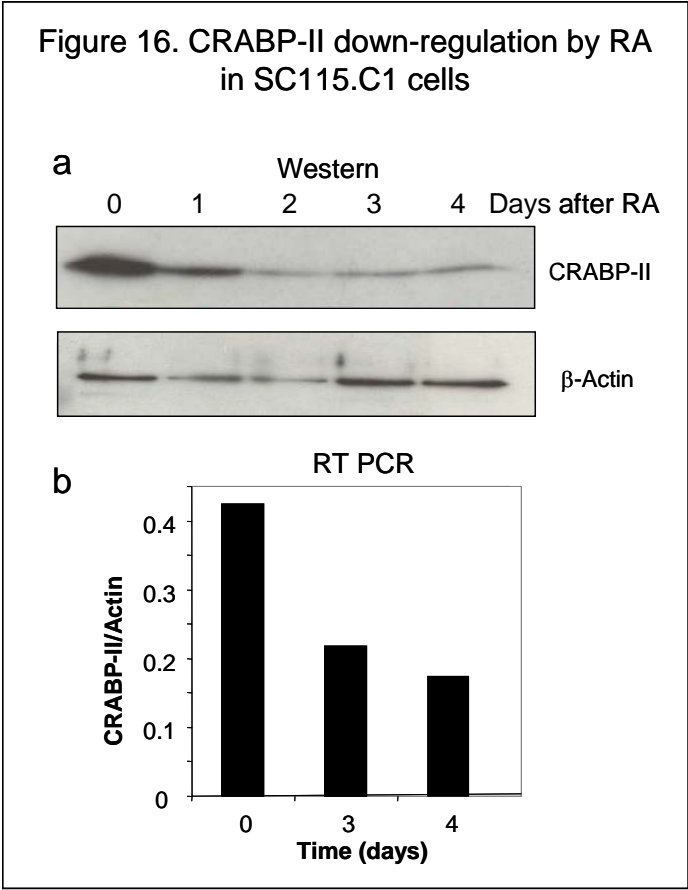 Figure 16. CRABP-II down-regulation by RA
in SC115.C1 cells
a
Western
0 1 2 3 4 Days after RA
CRABP-II
β-Actin
b
RT PCR
CRABP-II/Actin
0.4
0.3
0.2
0.1
0
0 3 4
Time (days)